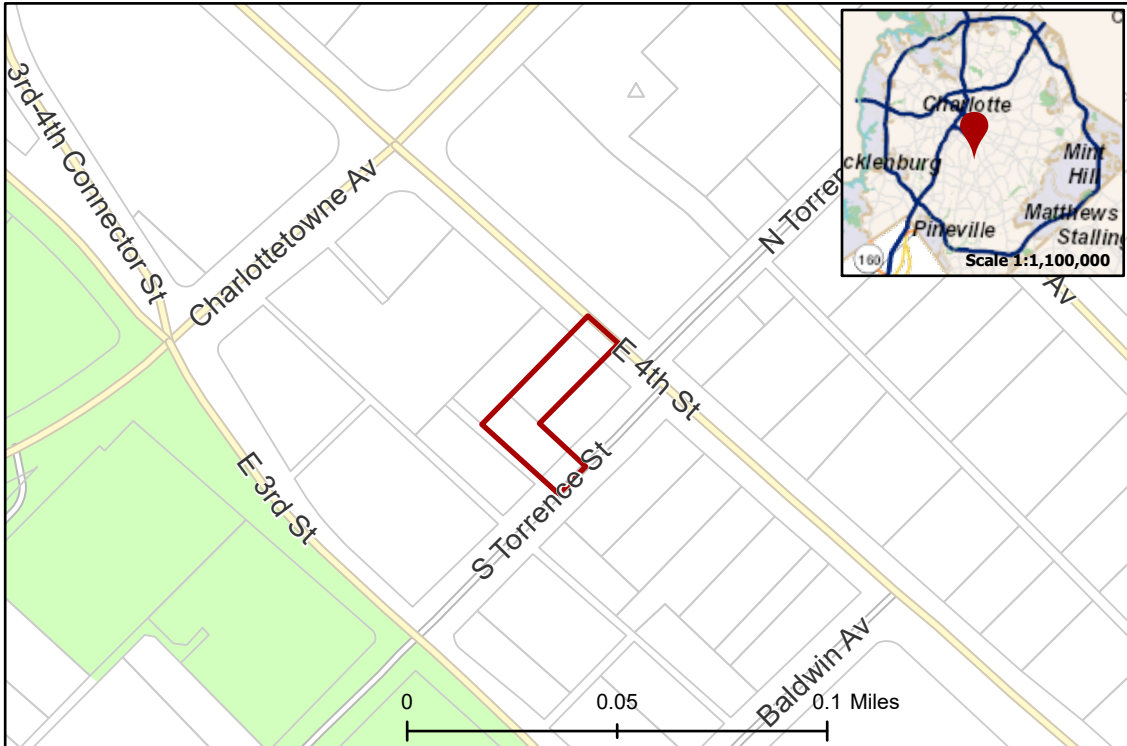 3rd-4th Connector St
Charlottetowne Av
E 3rd St
E 4th St
S Torrence St
N Torren
Baldwin Av
Av
0
0.05
0.1 Miles
Charlotte
cklenburg
Mint
Hill
Matthews
Stalling
Pineville
160
Scale 1:1,100,000